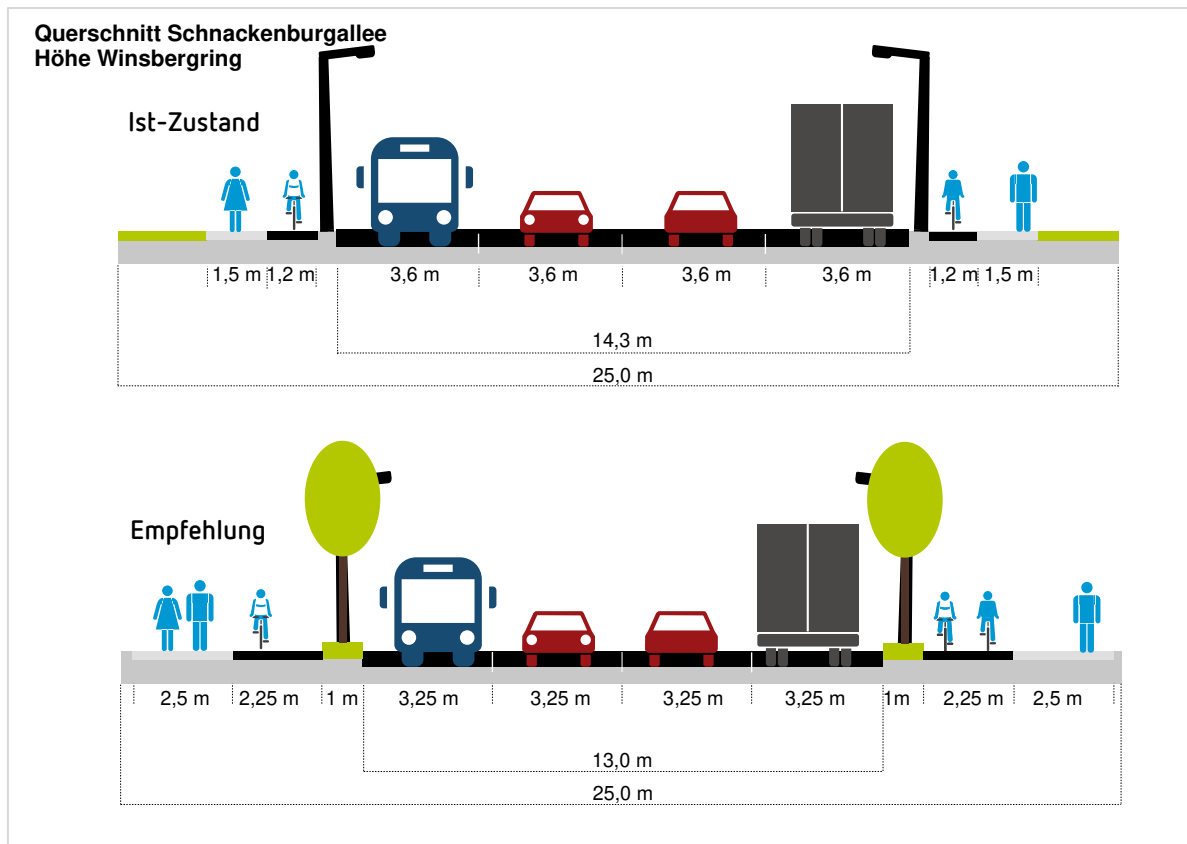 Querschnitt Schnackenburgallee
Höhe Winsbergring
Ist-Zustand
1,5 m 1,2 m 3,6 m 3,6 m 3,6 m 3,6 m 1,2 m 1,5 m
14,3 m
25,0 m
Empfehlung
2,5 m 2,25 m 1 m 3,25 m 3,25 m 3,25 m 3,25 m 1m 2,25 m 2,5 m
13,0 m
25,0 m